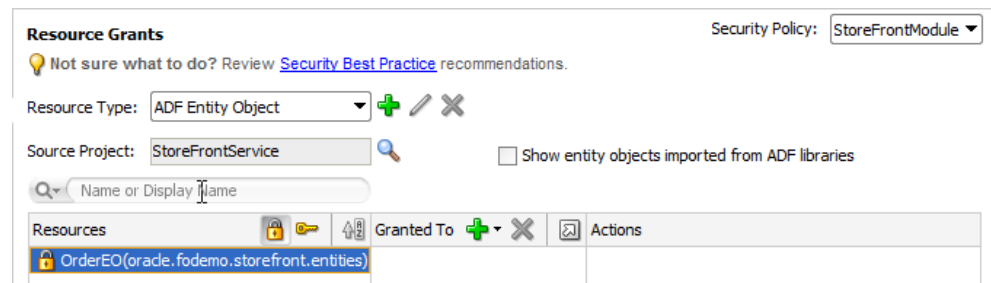 Resource Grants
Security Policy: StoreFrontModule
Not sure what to do? Review Security Best Practice recommendations.
Resource Type: ADF Entity Object
Source Project: StoreFrontService
Show entity objects imported from ADF libraries
Name or Display Name
Resources Granted To Actions
OrderEO(oracle.fodemo.storefront.entities)